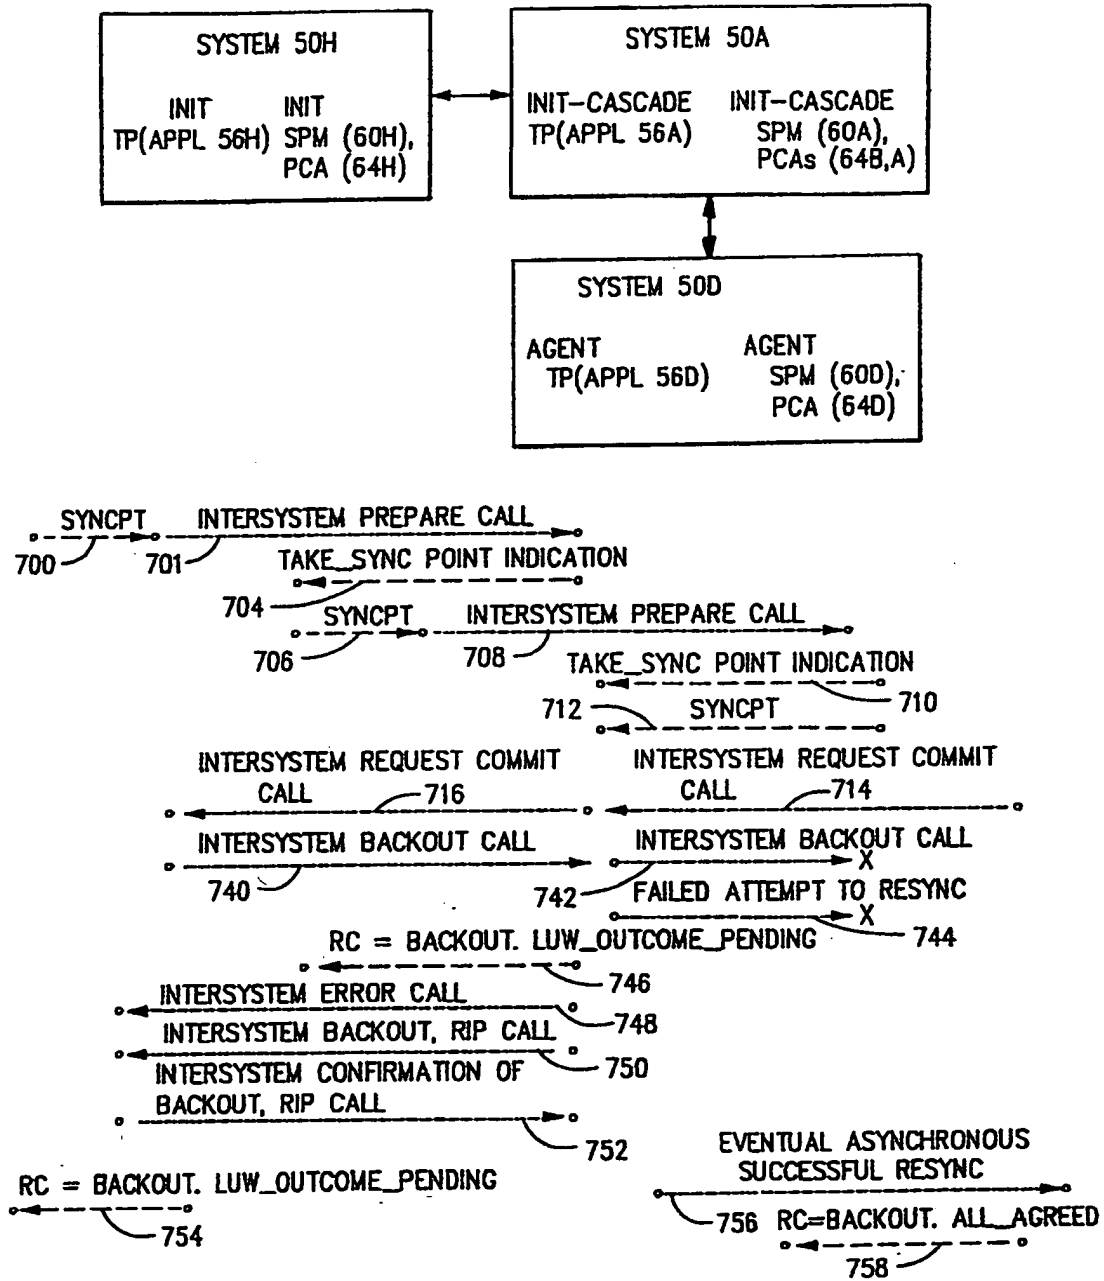 SYSTEM 50H
INIT INIT
TP(APPL 56H) SPM (60H),
PCA (64H)
SYSTEM 50A
INIT-CASCADE INIT-CASCADE
TP(APPL 56A) SPM (60A),
PCAs (64B,A)
SYSTEM 50D
AGENT AGENT
TP(APPL 56D) SPM (60D),
PCA (64D)
SYNCPT INTERSYSTEM PREPARE CALL
700 701
TAKE_SYNC POINT INDICATION
704
SYNCPT INTERSYSTEM PREPARE CALL
706 708
TAKE_SYNC POINT INDICATION
710
712 SYNCPT
INTERSYSTEM REQUEST COMMIT
CALL 716
INTERSYSTEM REQUEST COMMIT
CALL 714
INTERSYSTEM BACKOUT CALL
740
INTERSYSTEM BACKOUT CALL
X
742
FAILED ATTEMPT TO RESYNC
X
744
RC = BACKOUT. LUW_OUTCOME_PENDING
746
INTERSYSTEM ERROR CALL
748
INTERSYSTEM BACKOUT, RIP CALL
750
INTERSYSTEM CONFIRMATION OF
BACKOUT, RIP CALL
752
RC = BACKOUT. LUW_OUTCOME_PENDING
754
EVENTUAL ASYNCHRONOUS
SUCCESSFUL RESYNC
756 RC=BACKOUT. ALL_AGREED
758